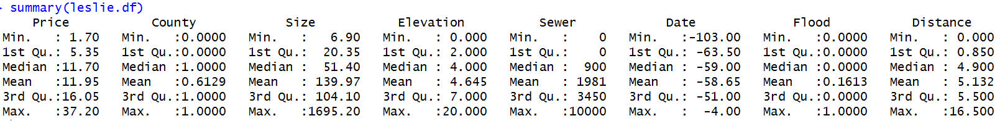 > summary(leslie.df)
Price County Size Elevation Sewer Date Flood Distance
Min. : 1.70 Min. :0.0000 Min. : 6.90 Min. : 0.000 Min. : 0 Min. :-103.00 Min. :0.0000 Min. : 0.000
1st Qu.: 5.35 1st Qu.:0.0000 1st Qu.: 20.35 1st Qu.: 2.000 1st Qu.: 0 1st Qu.: -63.50 1st Qu.:0.0000 1st Qu.: 0.850
Median :11.70 Median :1.0000 Median : 51.40 Median : 4.000 Median : 900 Median : -59.00 Median :0.0000 Median : 4.900
Mean :11.95 Mean :0.6129 Mean : 139.97 Mean : 4.645 Mean : 1981 Mean : -58.65 Mean :0.1613 Mean : 5.132
3rd Qu.:16.05 3rd Qu.:1.0000 3rd Qu.: 104.10 3rd Qu.: 7.000 3rd Qu.: 3450 3rd Qu.: -51.00 3rd Qu.:0.0000 3rd Qu.: 5.500
Max. :37.20 Max. :1.0000 Max. :1695.20 Max. :20.000 Max. :10000 Max. : -4.00 Max. :1.0000 Max. :16.500